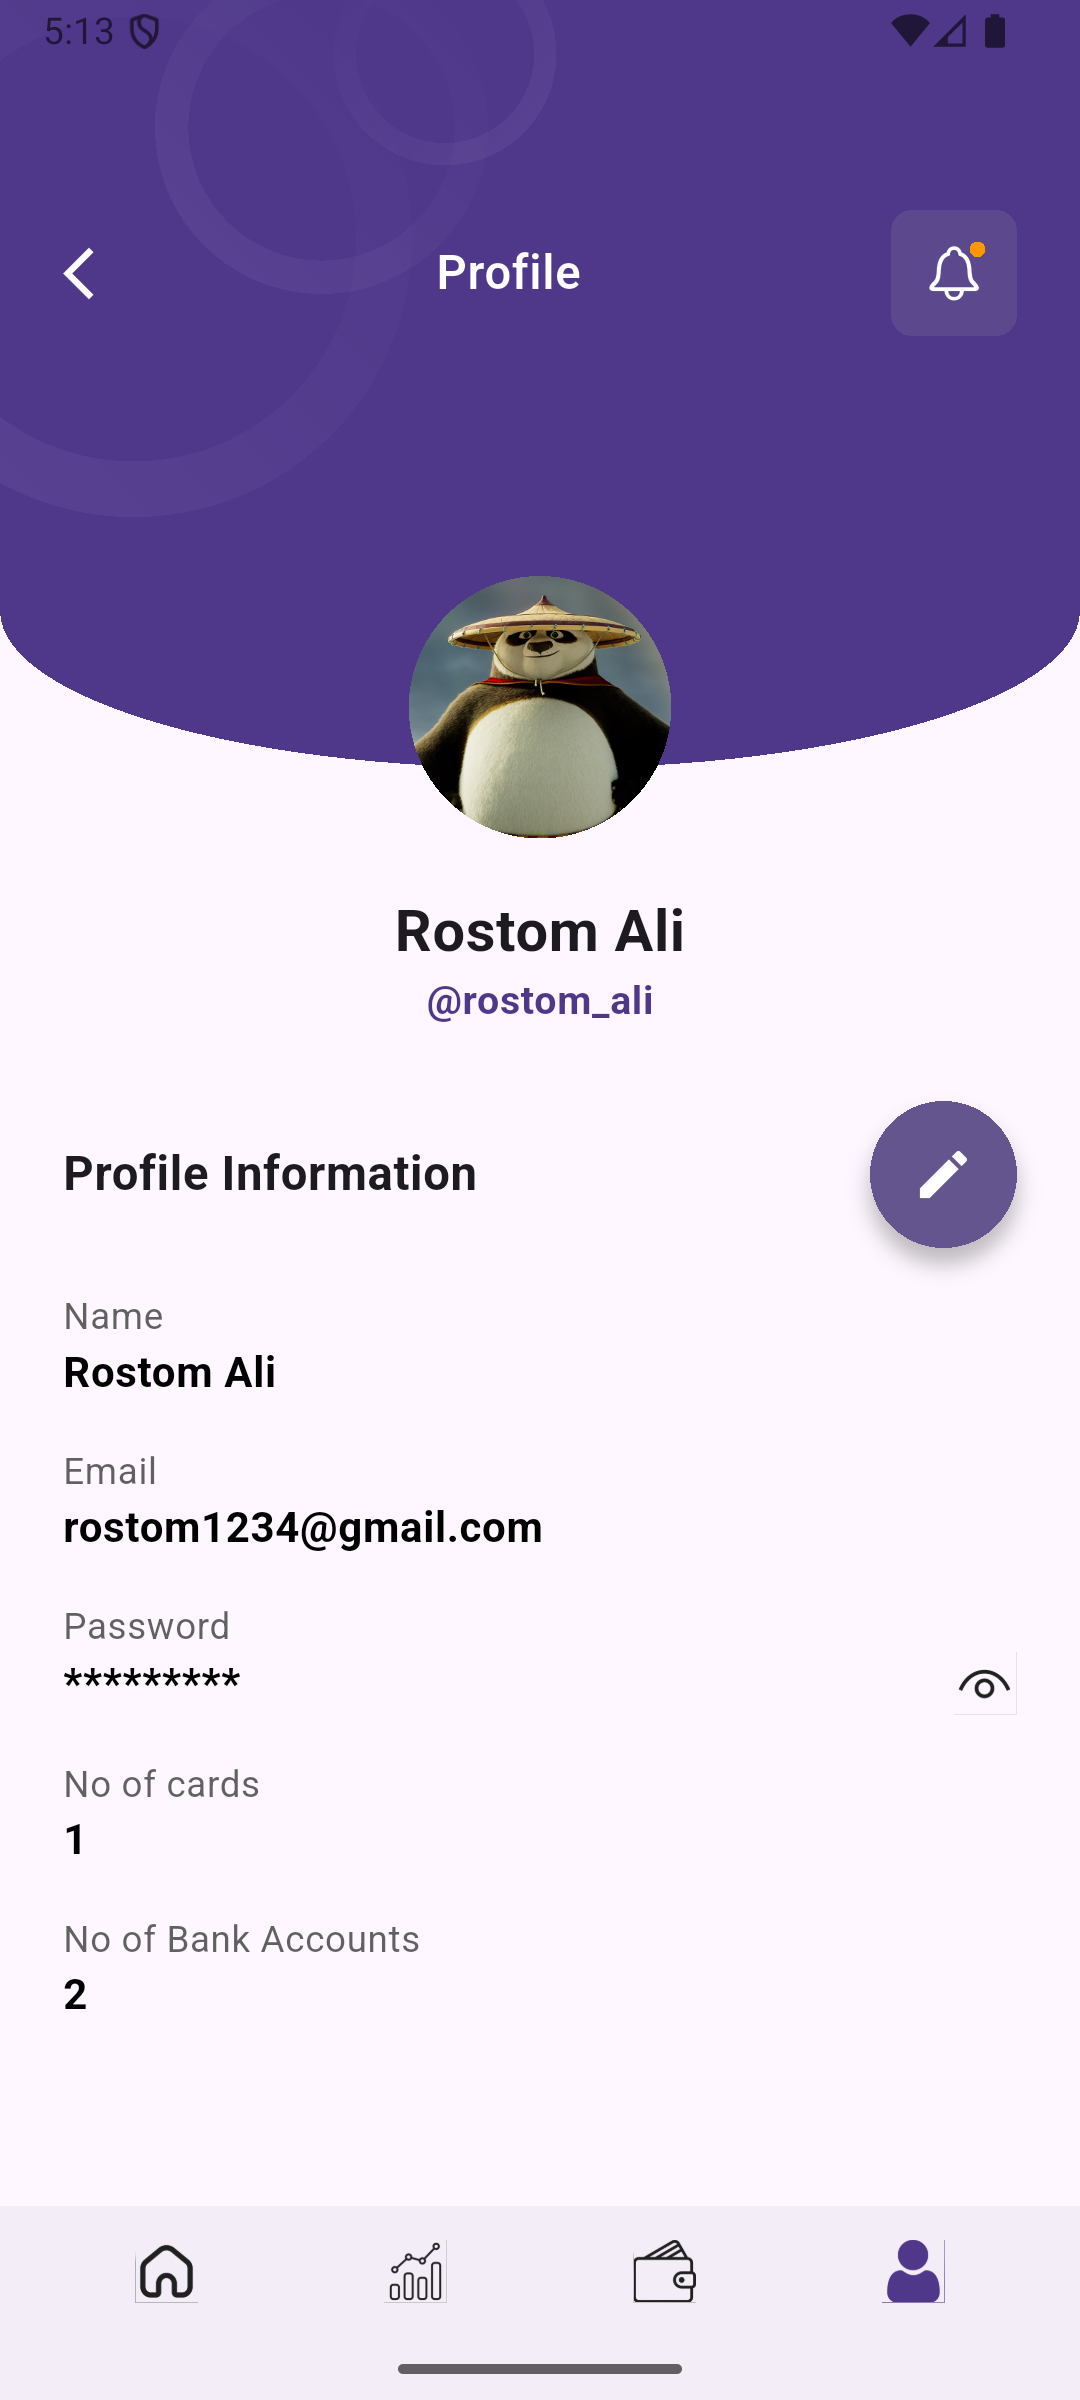 5:13
Profile
Rostom Ali
@rostom_ali
Profile Information
Name
Rostom Ali
Email
rostom1234@gmail.com
Password
*********
No of cards
1
No of Bank Accounts
2